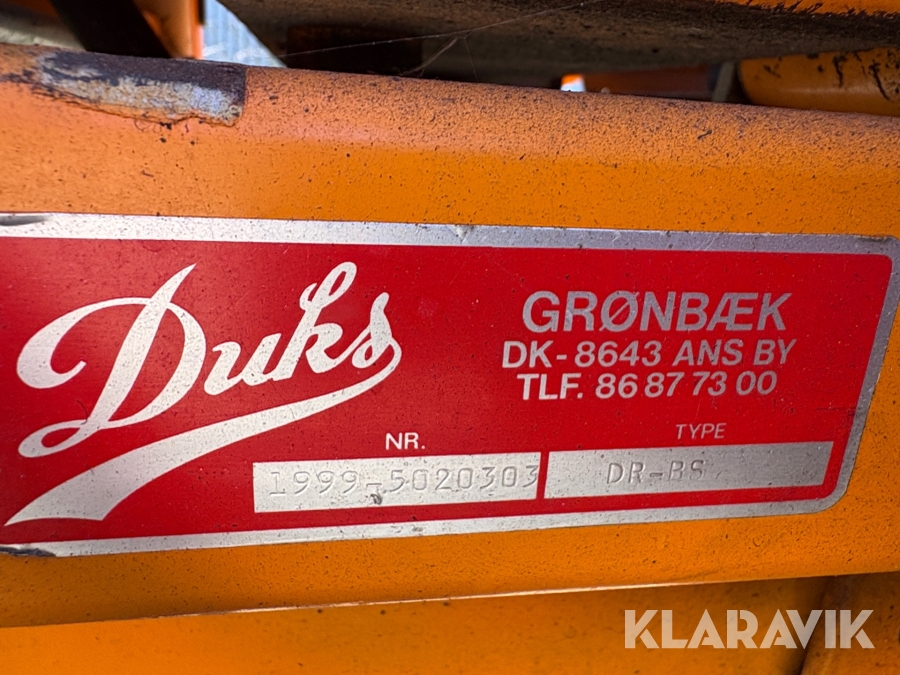 Duks
GRØNBÆK
DK-8643 ANS BY
TLF. 86 87 73 00
NR.
TYPE
1999-5020303
DR-BS
KLARAVIK